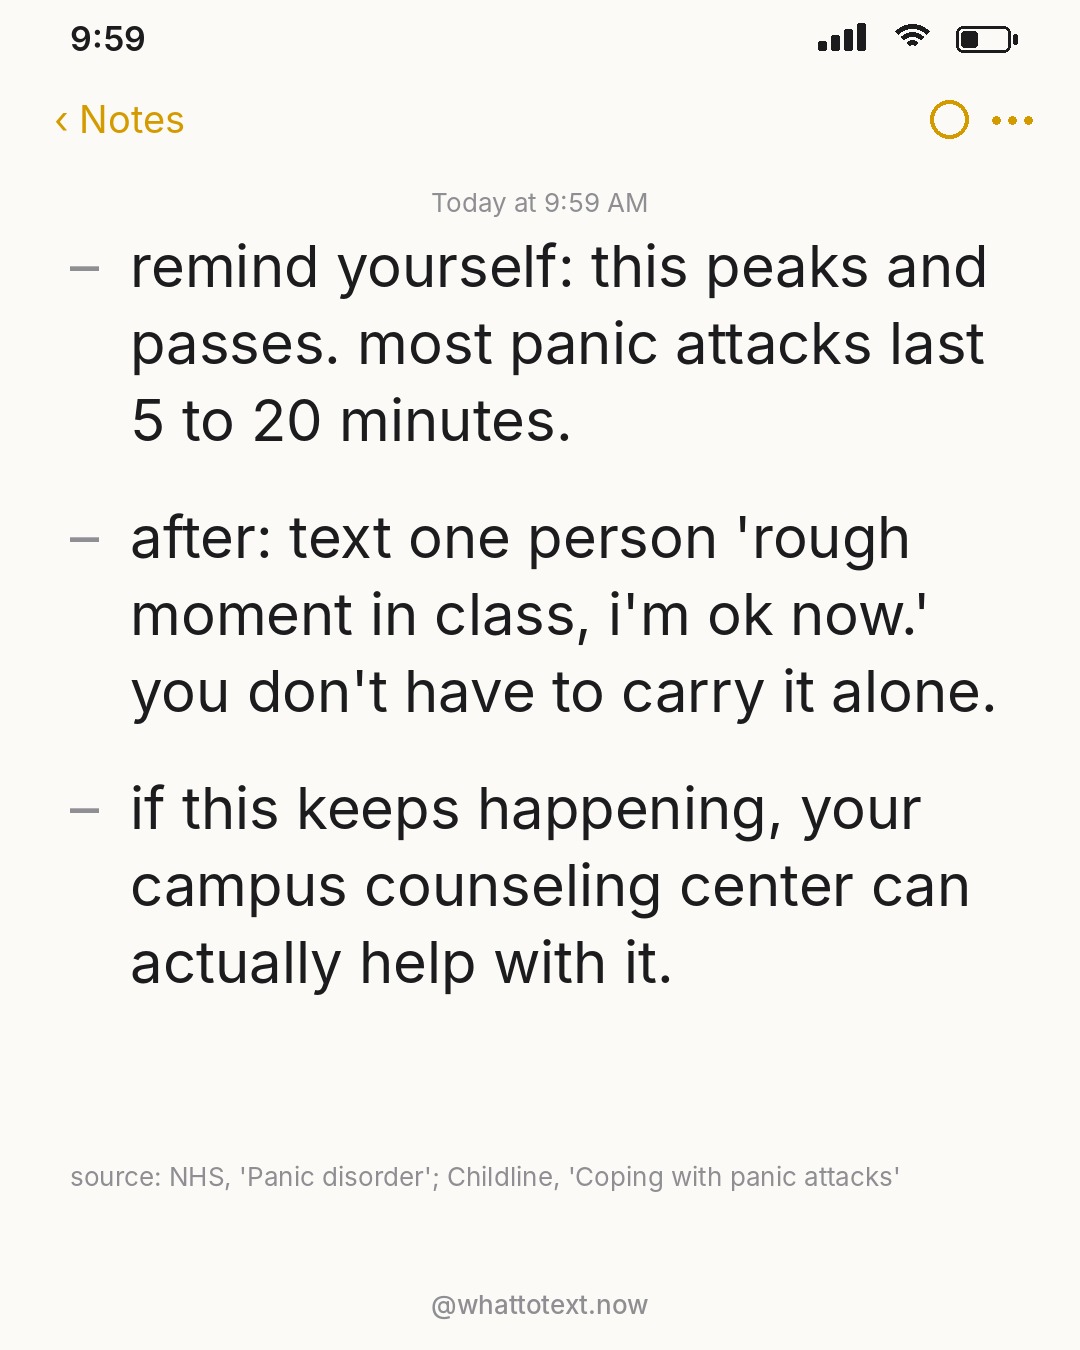 9:59
‹ Notes
Today at 9:59 AM
– remind yourself: this peaks and
passes. most panic attacks last
5 to 20 minutes.
– after: text one person 'rough
moment in class, i'm ok now.'
you don't have to carry it alone.
– if this keeps happening, your
campus counseling center can
actually help with it.
source: NHS, 'Panic disorder'; Childline, 'Coping with panic attacks'
@whattotext.now